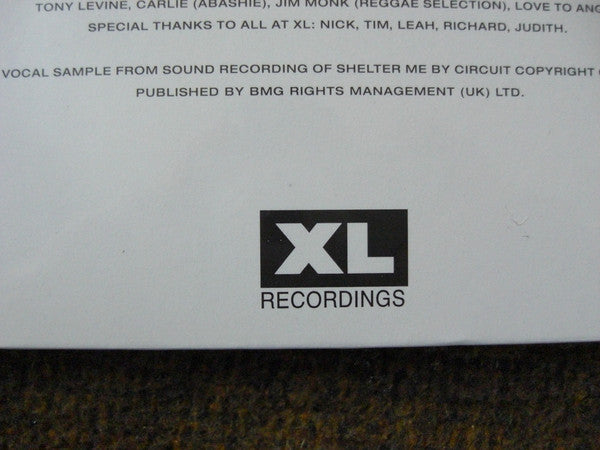 TONY LEVINE, CARLIE (ABASHIE), JIM MONK (REGGAE SELECTION), LOVE TO
SPECIAL THANKS TO ALL AT XL: NICK, TIM, LEAH, RICHARD, JUDITH.
VOCAL SAMPLE FROM SOUND RECORDING OF SHELTER ME BY CIRCUIT COPYRIGHT
PUBLISHED BY BMG RIGHTS MANAGEMENT (UK) LTD.
XL
RECORDINGS